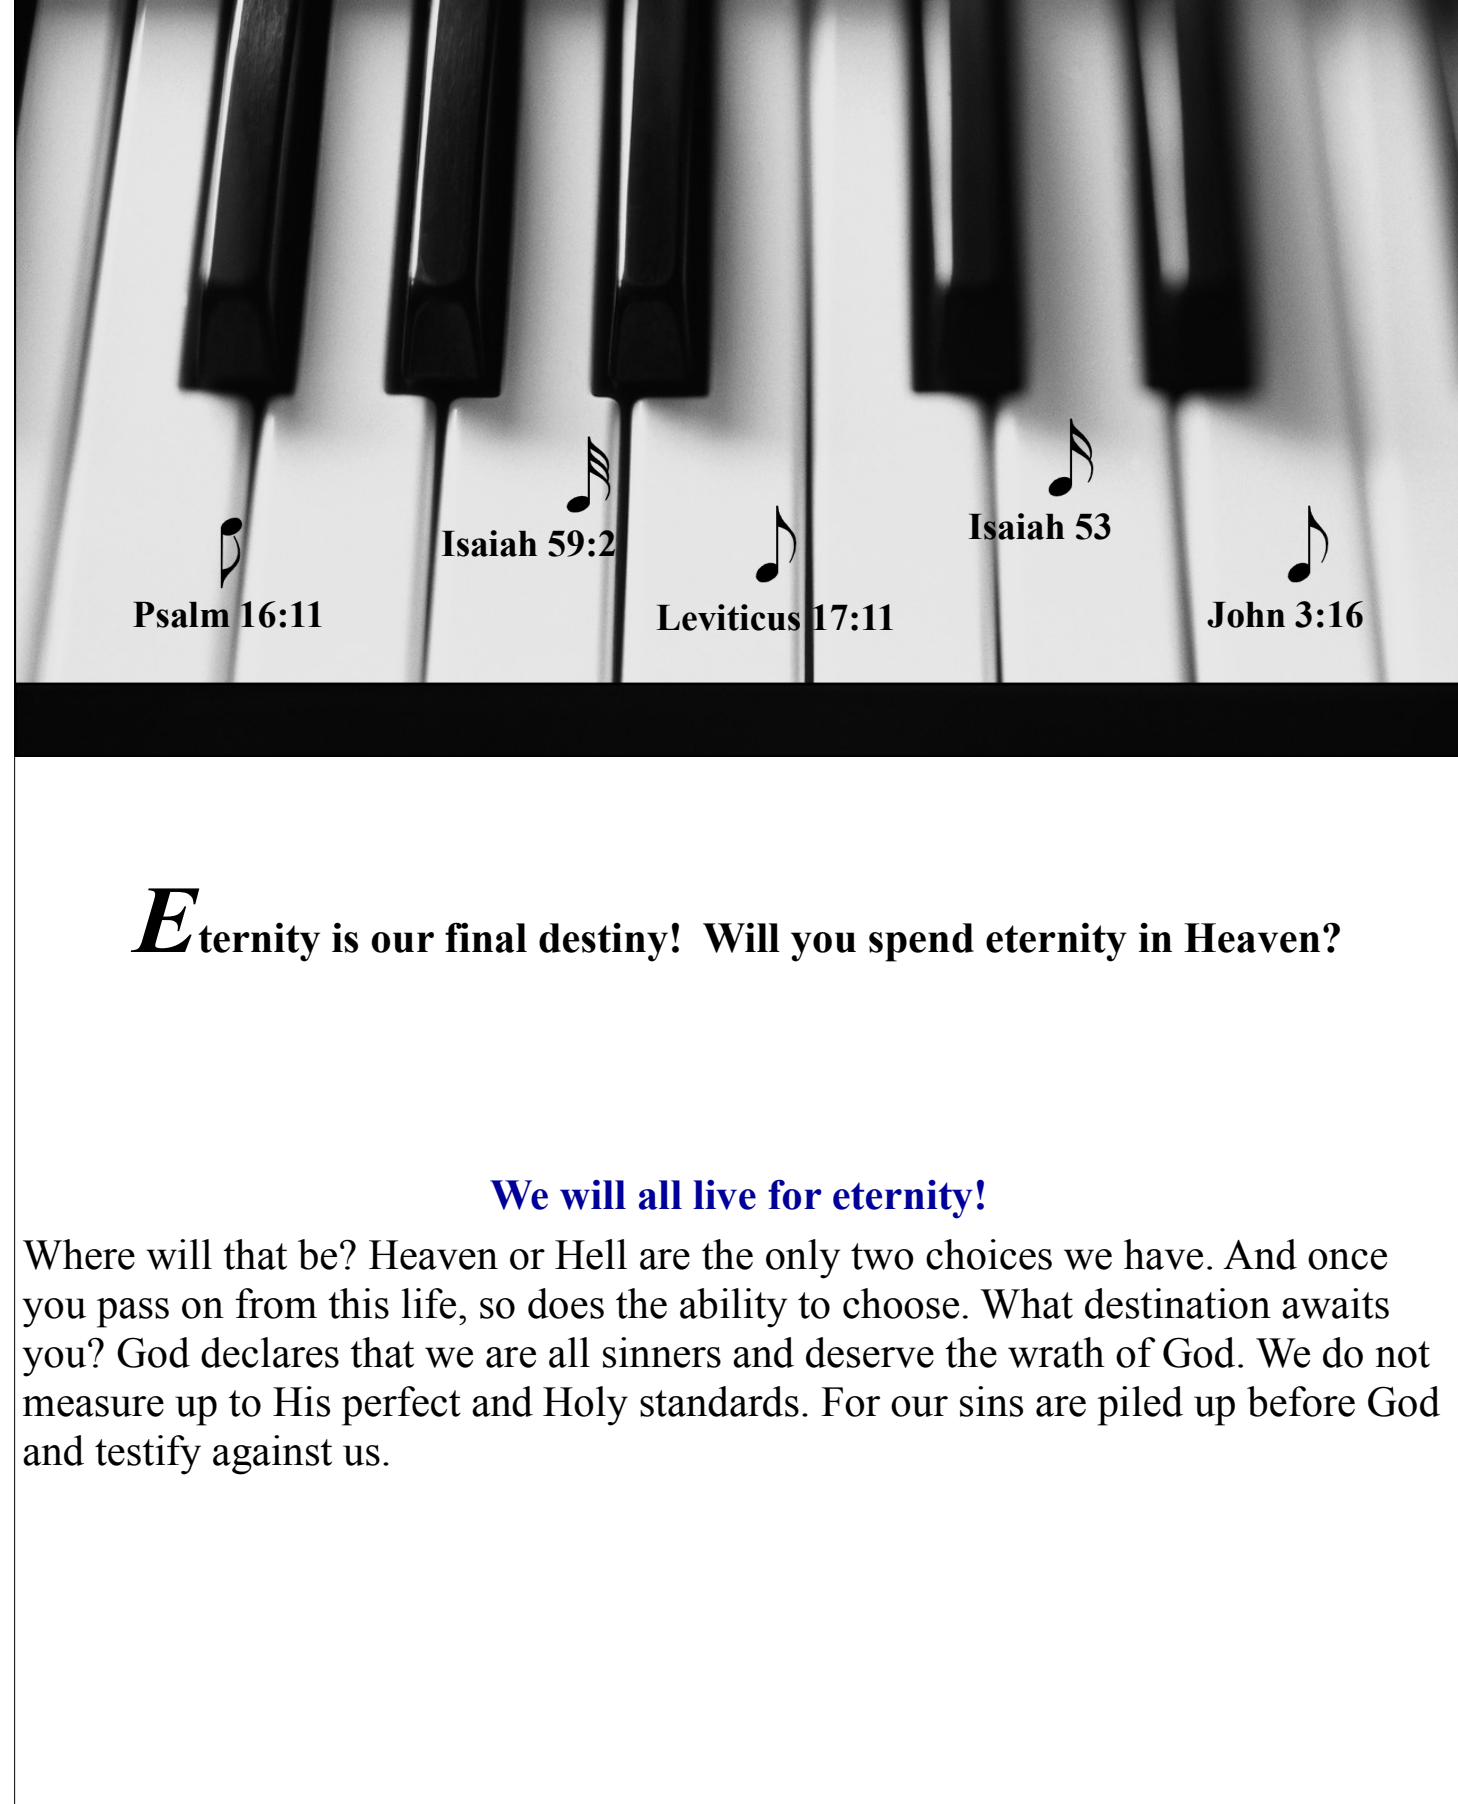 Isaiah 53
Isaiah 59:2
Psalm 16:11
Leviticus 17:11
John 3:16
Eternity is our final destiny!  Will you spend eternity in Heaven?
We will all live for eternity!
Where will that be? Heaven or Hell are the only two choices we have. And once
you pass on from this life, so does the ability to choose. What destination awaits
you? God declares that we are all sinners and deserve the wrath of God. We do not
measure up to His perfect and Holy standards. For our sins are piled up before God
and testify against us.